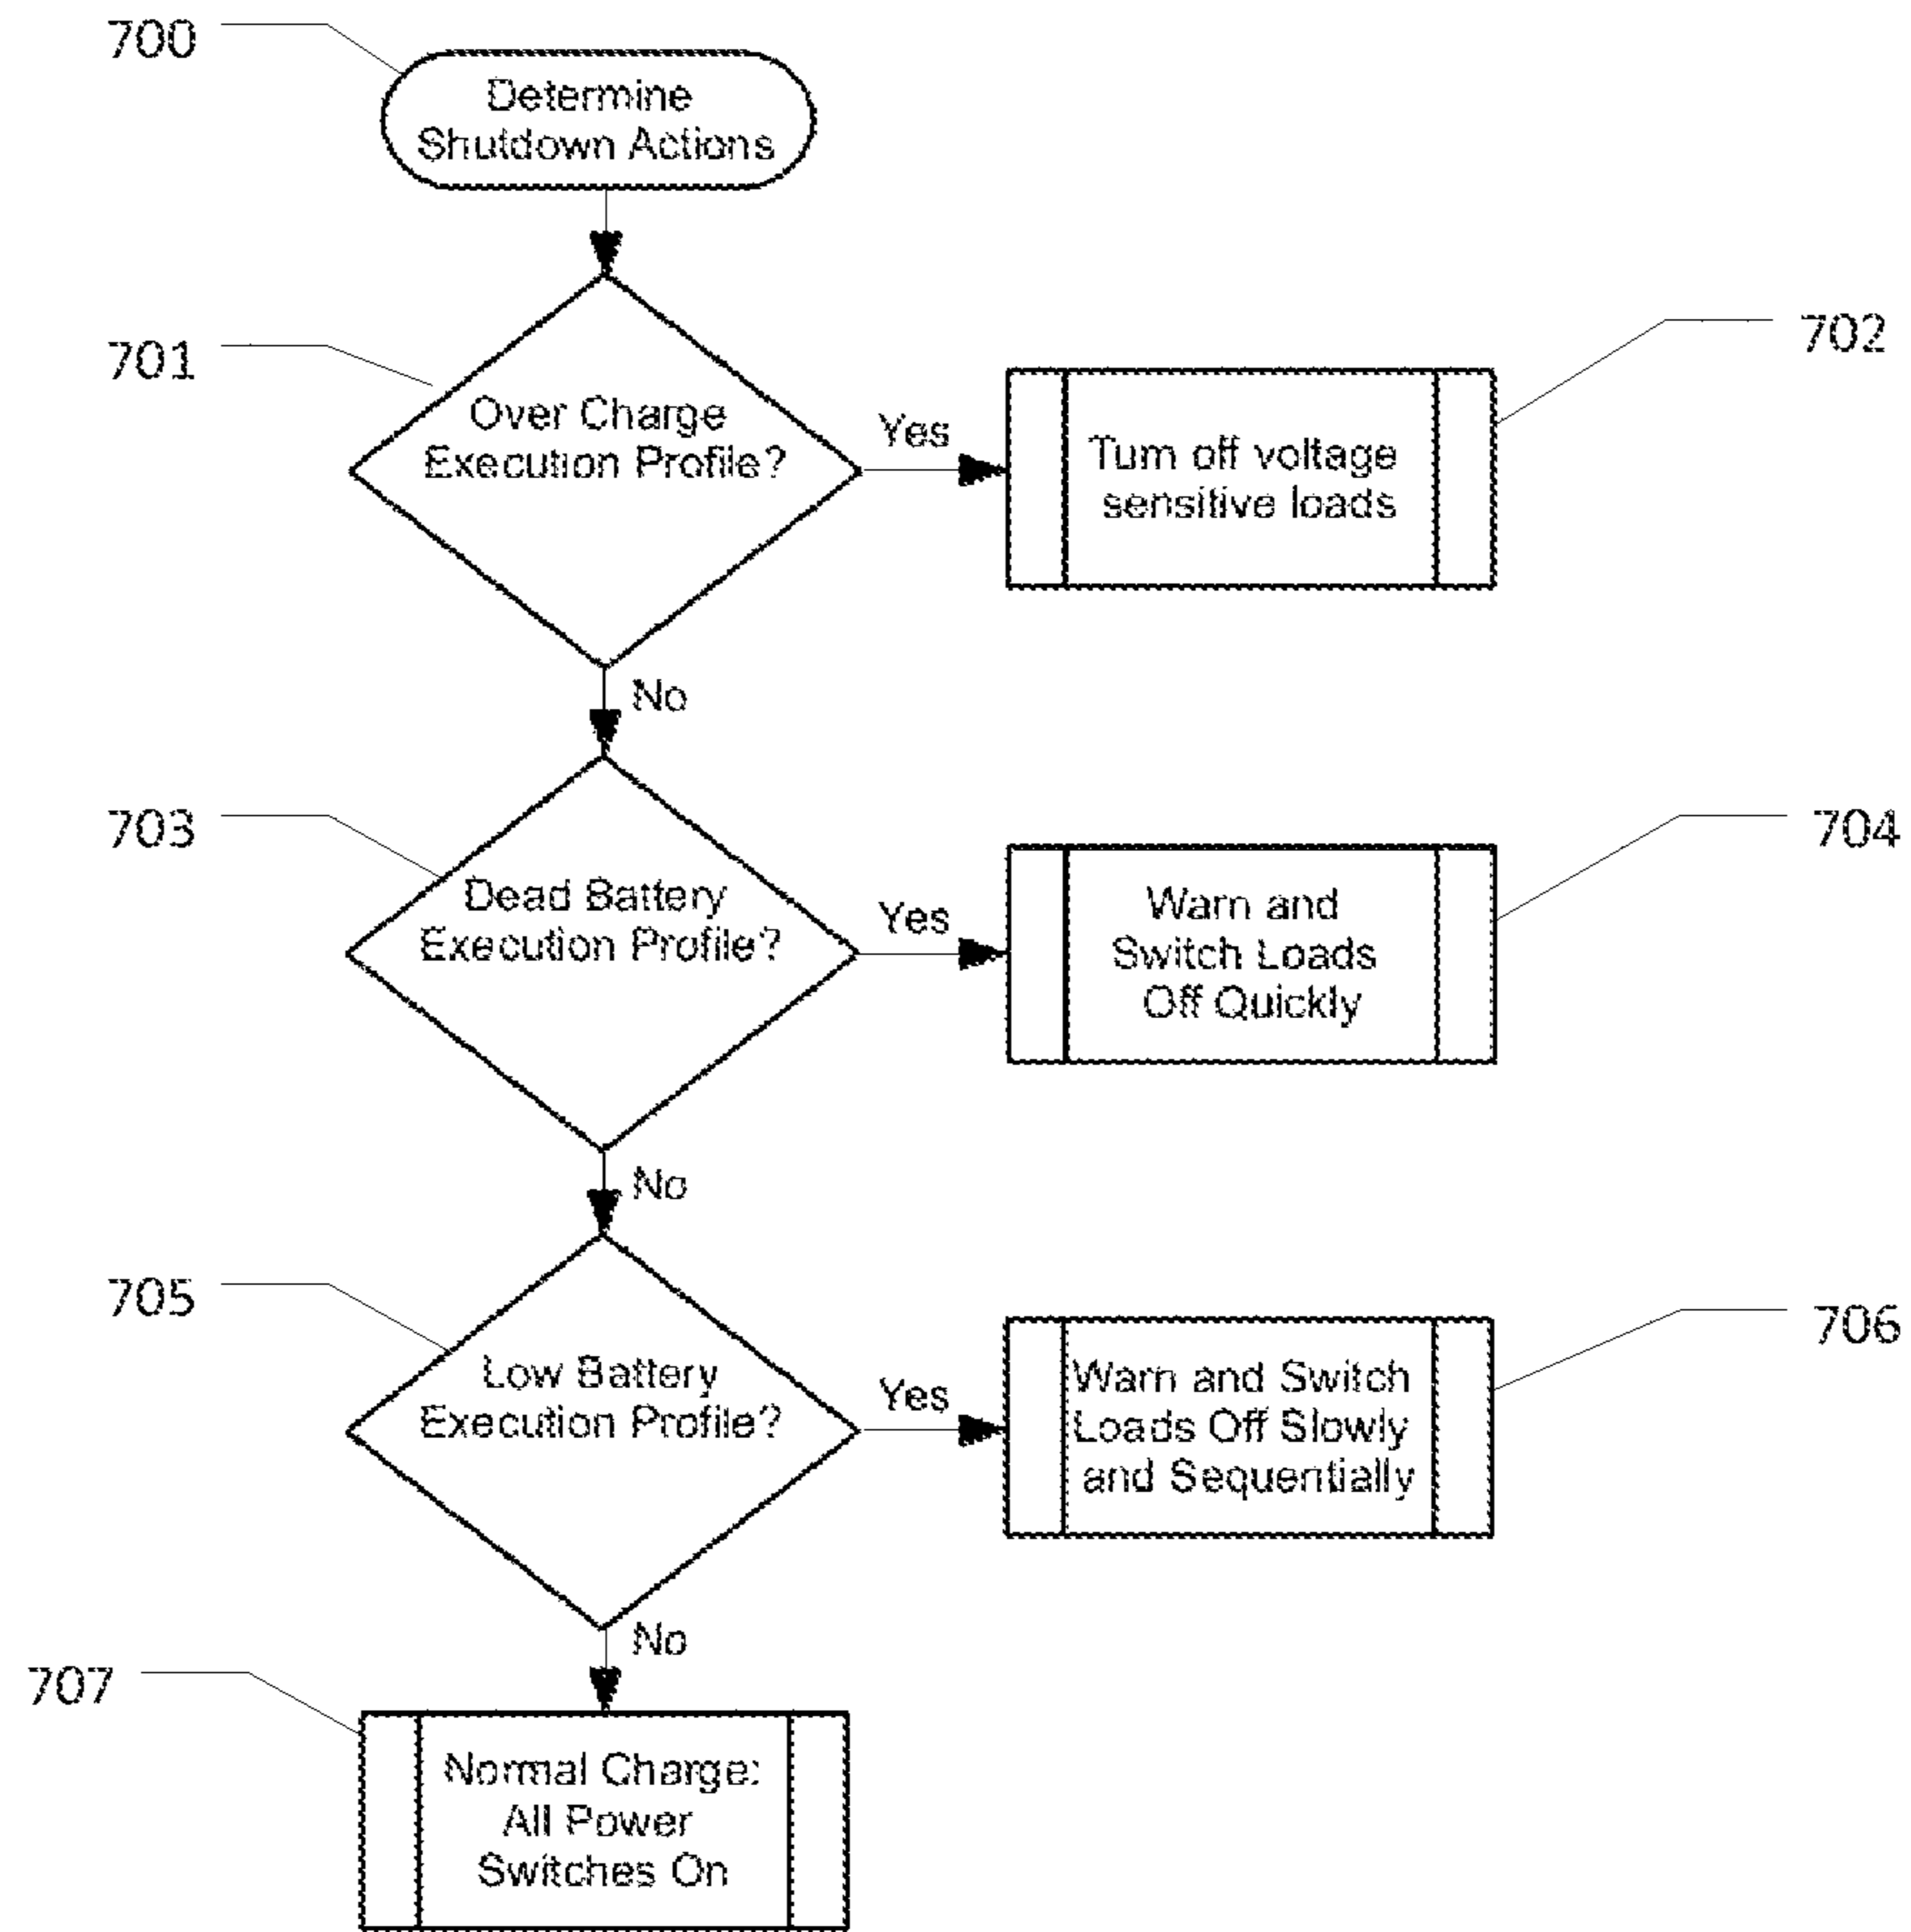 700
Determine
Shutdown Actions
701
Over Charge
Execution Profile?
Yes
702
Turn off voltage
sensitive loads
No
703
Dead Battery
Execution Profile?
Yes
704
Warn and
Switch Loads
Off Quickly
No
705
Low Battery
Execution Profile?
Yes
706
Warn and Switch
Loads Off Slowly
and Sequentially
No
707
Normal Charge:
All Power
Switches On